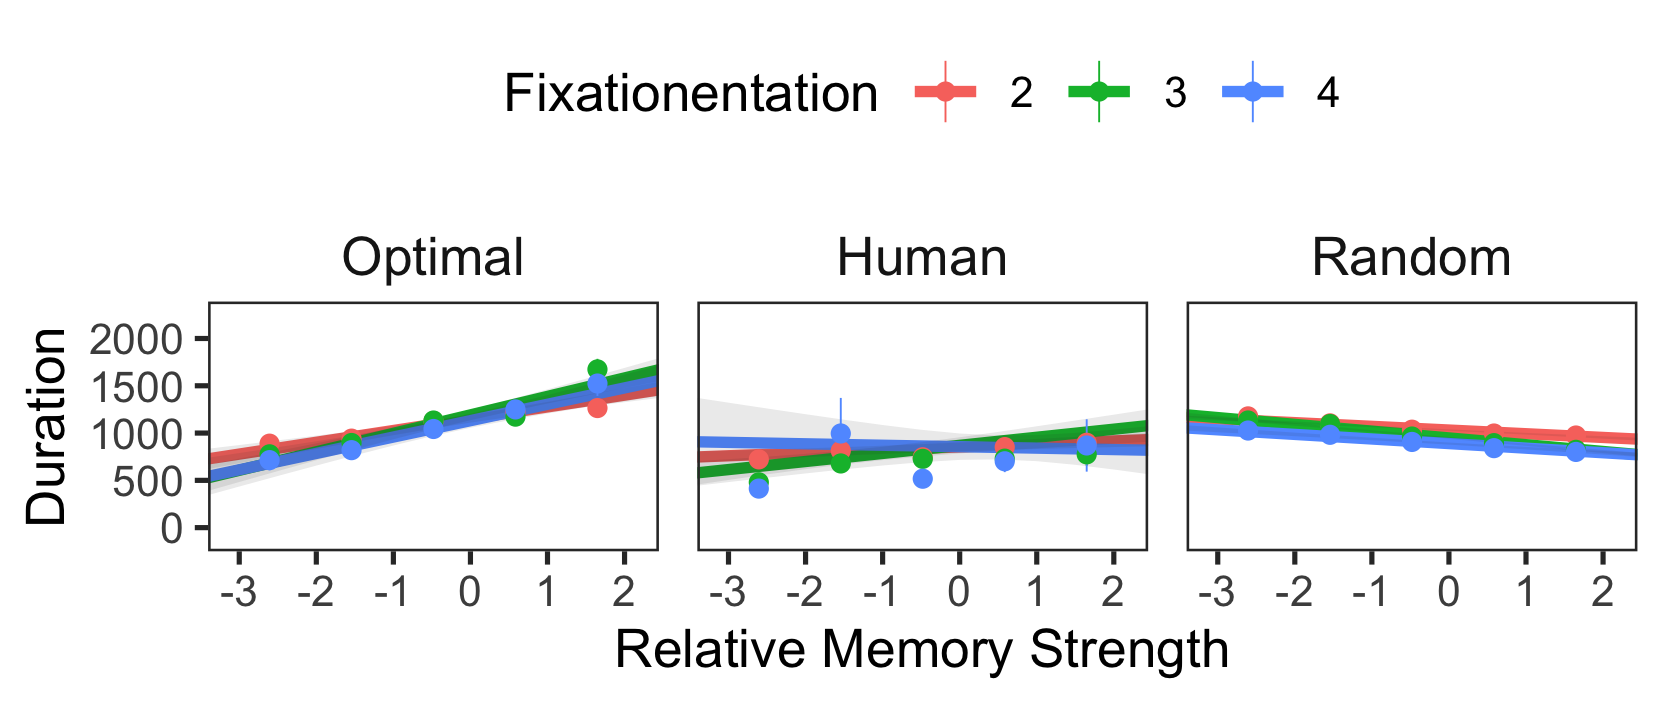 Fixationentation 2 3 4
Optimal Human Random
Duration
2000
1500
1000
500
0
-3 -2 -1 0 1 2 -3 -2 -1 0 1 2 -3 -2 -1 0 1 2
Relative Memory Strength